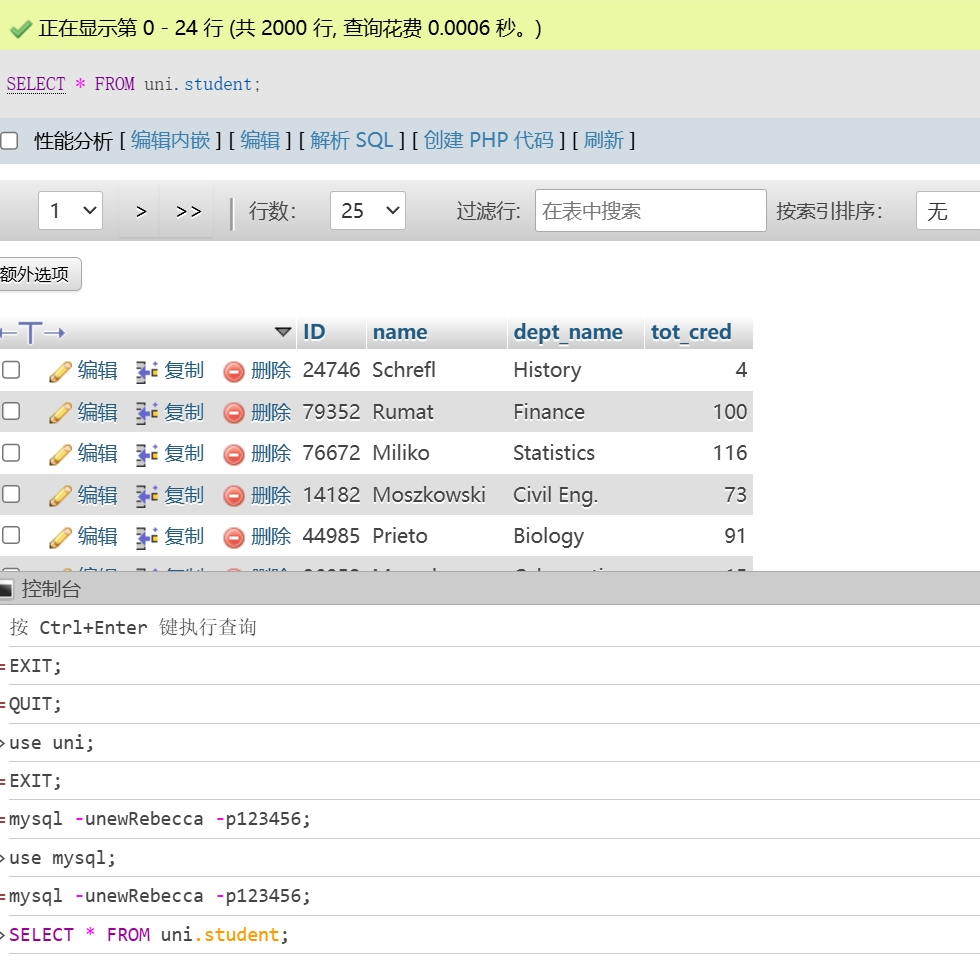 正在显示第 0 - 24 行 (共 2000 行, 查询花费 0.0006 秒。)
SELECT * FROM uni.student;
性能分析 [ 编辑内嵌 ] [ 编辑 ] [ 解析 SQL ] [ 创建 PHP 代码 ] [ 刷新 ]
1 > >> 行数: 25 过滤行: 在表中搜索 按索引排序: 无
额外选项
←T→ ID name dept_name tot_cred
编辑 复制 删除 24746 Schrefl History 4
编辑 复制 删除 79352 Rumat Finance 100
编辑 复制 删除 76672 Miliko Statistics 116
编辑 复制 删除 14182 Moszkowski Civil Eng. 73
编辑 复制 删除 44985 Prieto Biology 91
控制台
按 Ctrl+Enter 键执行查询
=EXIT;
=QUIT;
>use uni;
=EXIT;
=mysql -unewRebecca -p123456;
>use mysql;
=mysql -unewRebecca -p123456;
>SELECT * FROM uni.student;